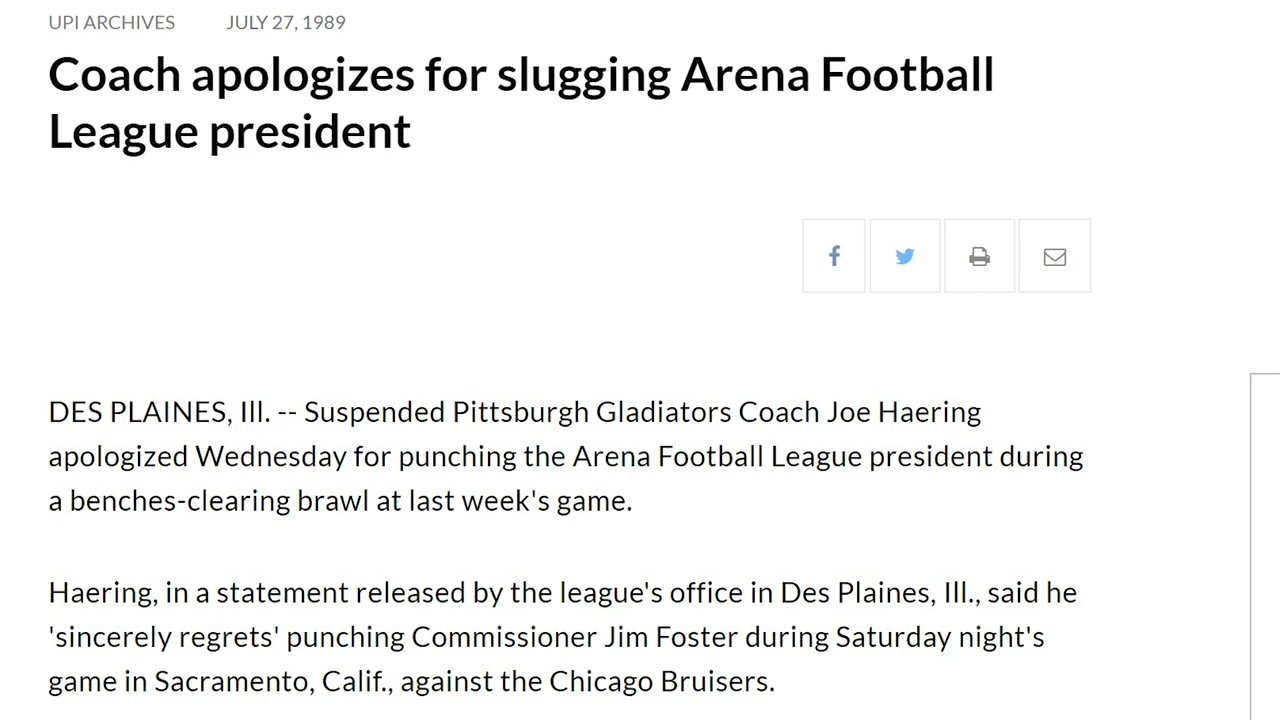 UPI ARCHIVES JULY 27, 1989
Coach apologizes for slugging Arena Football
League president
DES PLAINES, Ill. -- Suspended Pittsburgh Gladiators Coach Joe Haering
apologized Wednesday for punching the Arena Football League president during
a benches-clearing brawl at last week's game.
Haering, in a statement released by the league's office in Des Plaines, Ill., said he
'sincerely regrets' punching Commissioner Jim Foster during Saturday night's
game in Sacramento, Calif., against the Chicago Bruisers.